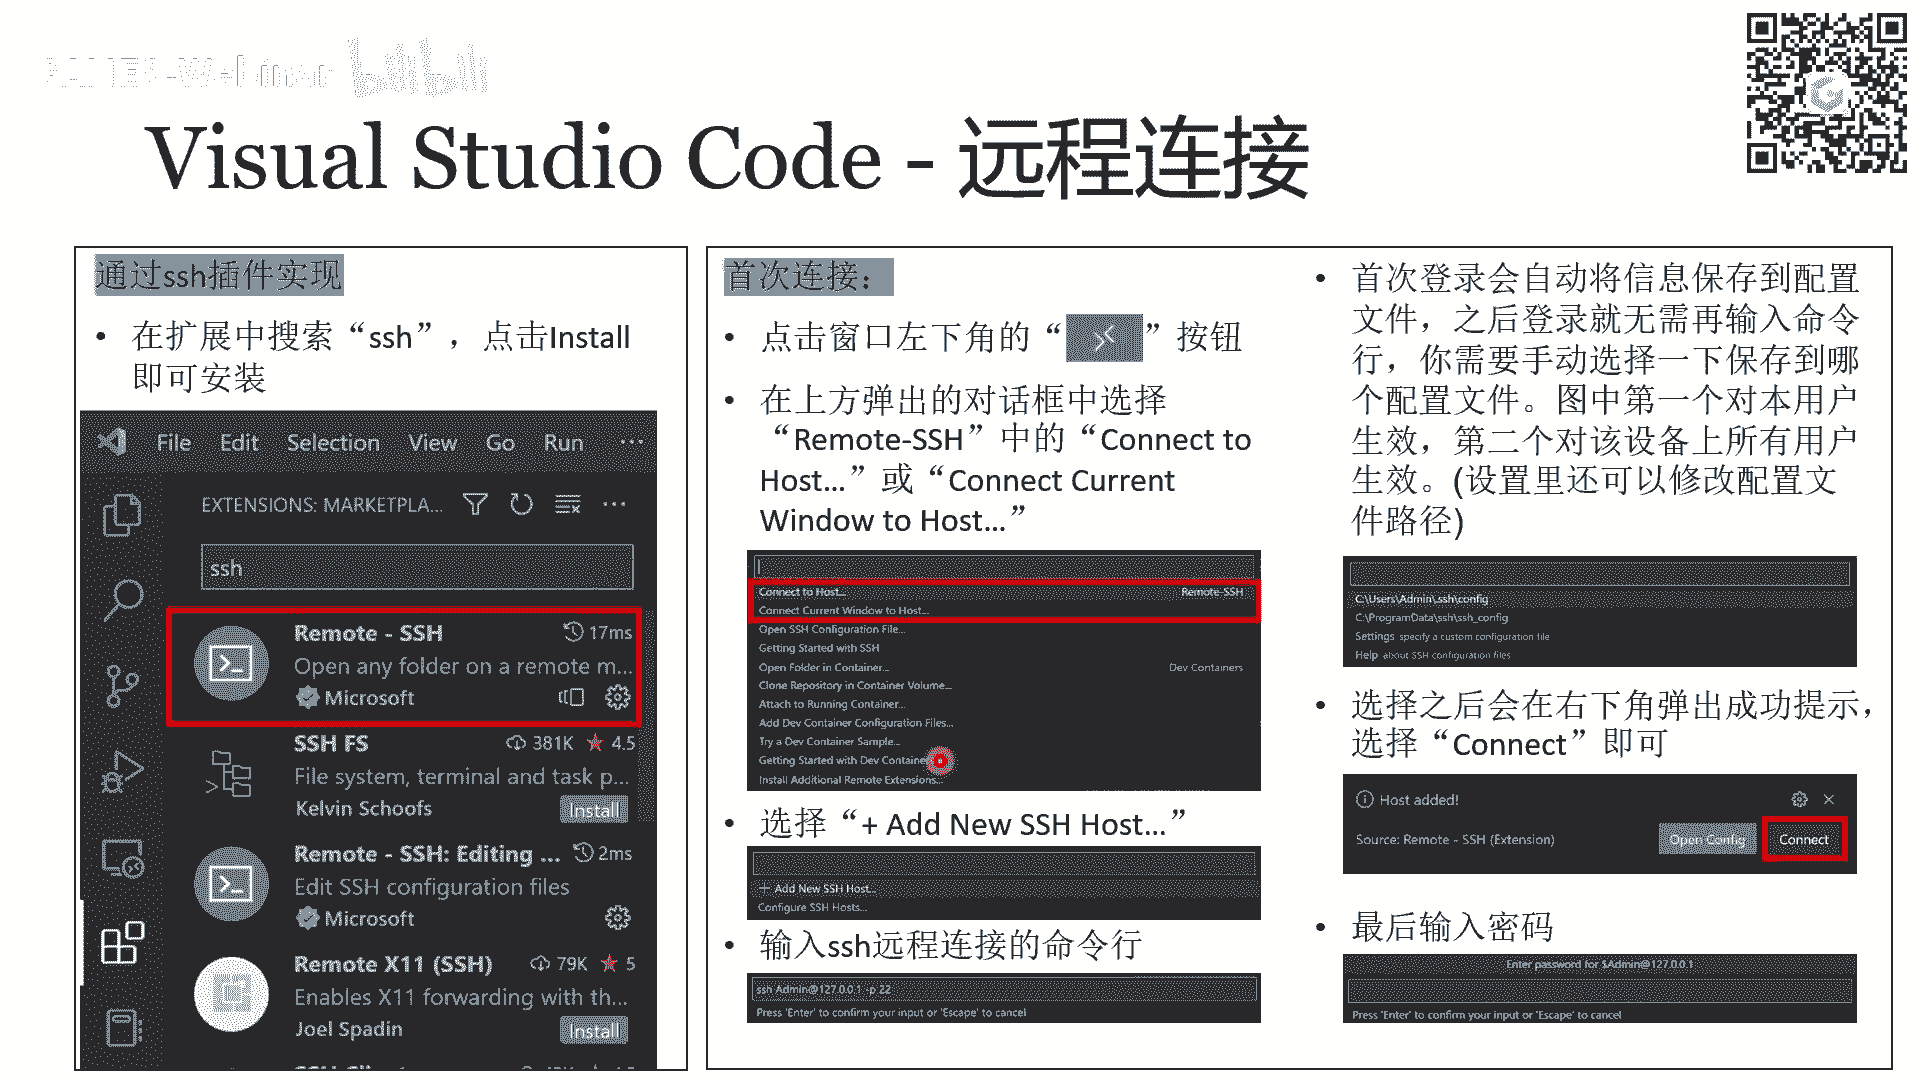 GAMES-Webinar bilibili
Visual Studio Code - 远程连接
通过ssh插件实现
• 在扩展中搜索“ssh”，点击Install
即可安装
File Edit Selection View Go Run ···
EXTENSIONS: MARKETPLA... ···
ssh
Remote - SSH 17ms
Open any folder on a remote m...
Microsoft
SSH FS 381K ★ 4.5
File system, terminal and task p...
Kelvin Schoofs Install
Remote - SSH: Editing ... 2ms
Edit SSH configuration files
Microsoft
Remote X11 (SSH) 79K ★ 5
Enables X11 forwarding with th...
Joel Spadin Install
首次连接：
• 点击窗口左下角的“ ”按钮
• 在上方弹出的对话框中选择
“Remote-SSH”中的“Connect to
Host...”或“Connect Current
Window to Host...”
Connect to Host... Remote-SSH
Connect Current Window to Host...
Open SSH Configuration File...
Getting Started with SSH
Open Folder in Container... Dev Containers
Clone Repository in Container Volume...
Attach to Running Container...
Add Dev Container Configuration Files...
Try a Dev Container Sample...
Getting Started with Dev Containe
Install Additional Remote Extensions...
• 选择“+ Add New SSH Host...”
+ Add New SSH Host...
Configure SSH Hosts...
• 输入ssh远程连接的命令行
ssh Admin@127.0.0.1 -p 22
Press 'Enter' to confirm your input or 'Escape' to cancel
• 首次登录会自动将信息保存到配置
文件，之后登录就无需再输入命令
行，你需要手动选择一下保存到哪
个配置文件。图中第一个对本用户
生效，第二个对该设备上所有用户
生效。(设置里还可以修改配置文
件路径)
C:\Users\Admin\.ssh\config
C:\ProgramData\ssh\ssh_config
Settings specify a custom configuration file
Help about SSH configuration files
• 选择之后会在右下角弹出成功提示，
选择“Connect”即可
Host added!
Source: Remote - SSH (Extension) Open Config Connect
• 最后输入密码
Enter password for $Admin@127.0.0.1
Press 'Enter' to confirm your input or 'Escape' to cancel